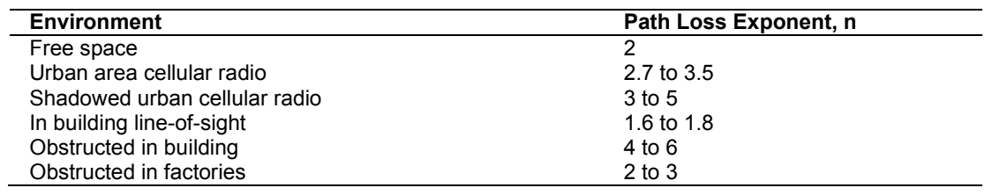 Environment Path Loss Exponent, n
Free space 2
Urban area cellular radio 2.7 to 3.5
Shadowed urban cellular radio 3 to 5
In building line-of-sight 1.6 to 1.8
Obstructed in building 4 to 6
Obstructed in factories 2 to 3